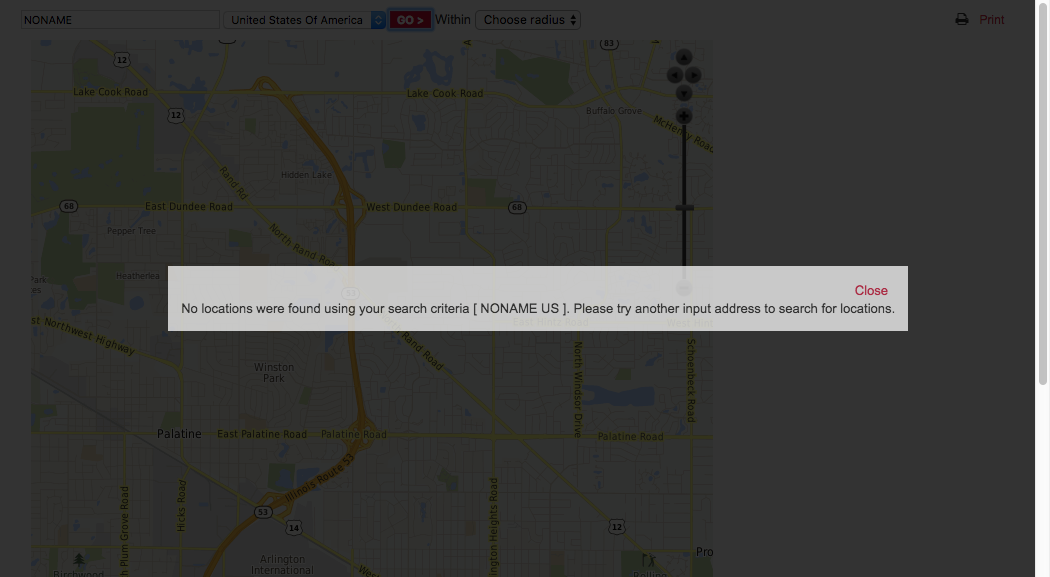 NONAME United States Of America GO > Within Choose radius Print
83
12
Lake Cook Road Lake Cook Road
12 Buffalo Grove
McHenry Road
Rand Rd Hidden Lake
68 East Dundee Road West Dundee Road 68
Pepper Tree
North Rand Road
Heatherlea
Close
No locations were found using your search criteria [ NONAME US ]. Please try another input address to search for locations.
st Northwest Highway
Rand Road
North Windsor Drive
Schoenbeck Road
Winston
Park
Palatine East Palatine Road Palatine Road Palatine Road
Illinois Route 53
Hicks Road
h Plum Grove Road
ngton Heights Road
53
14 12
Arlington
International
Pro
Birchwood